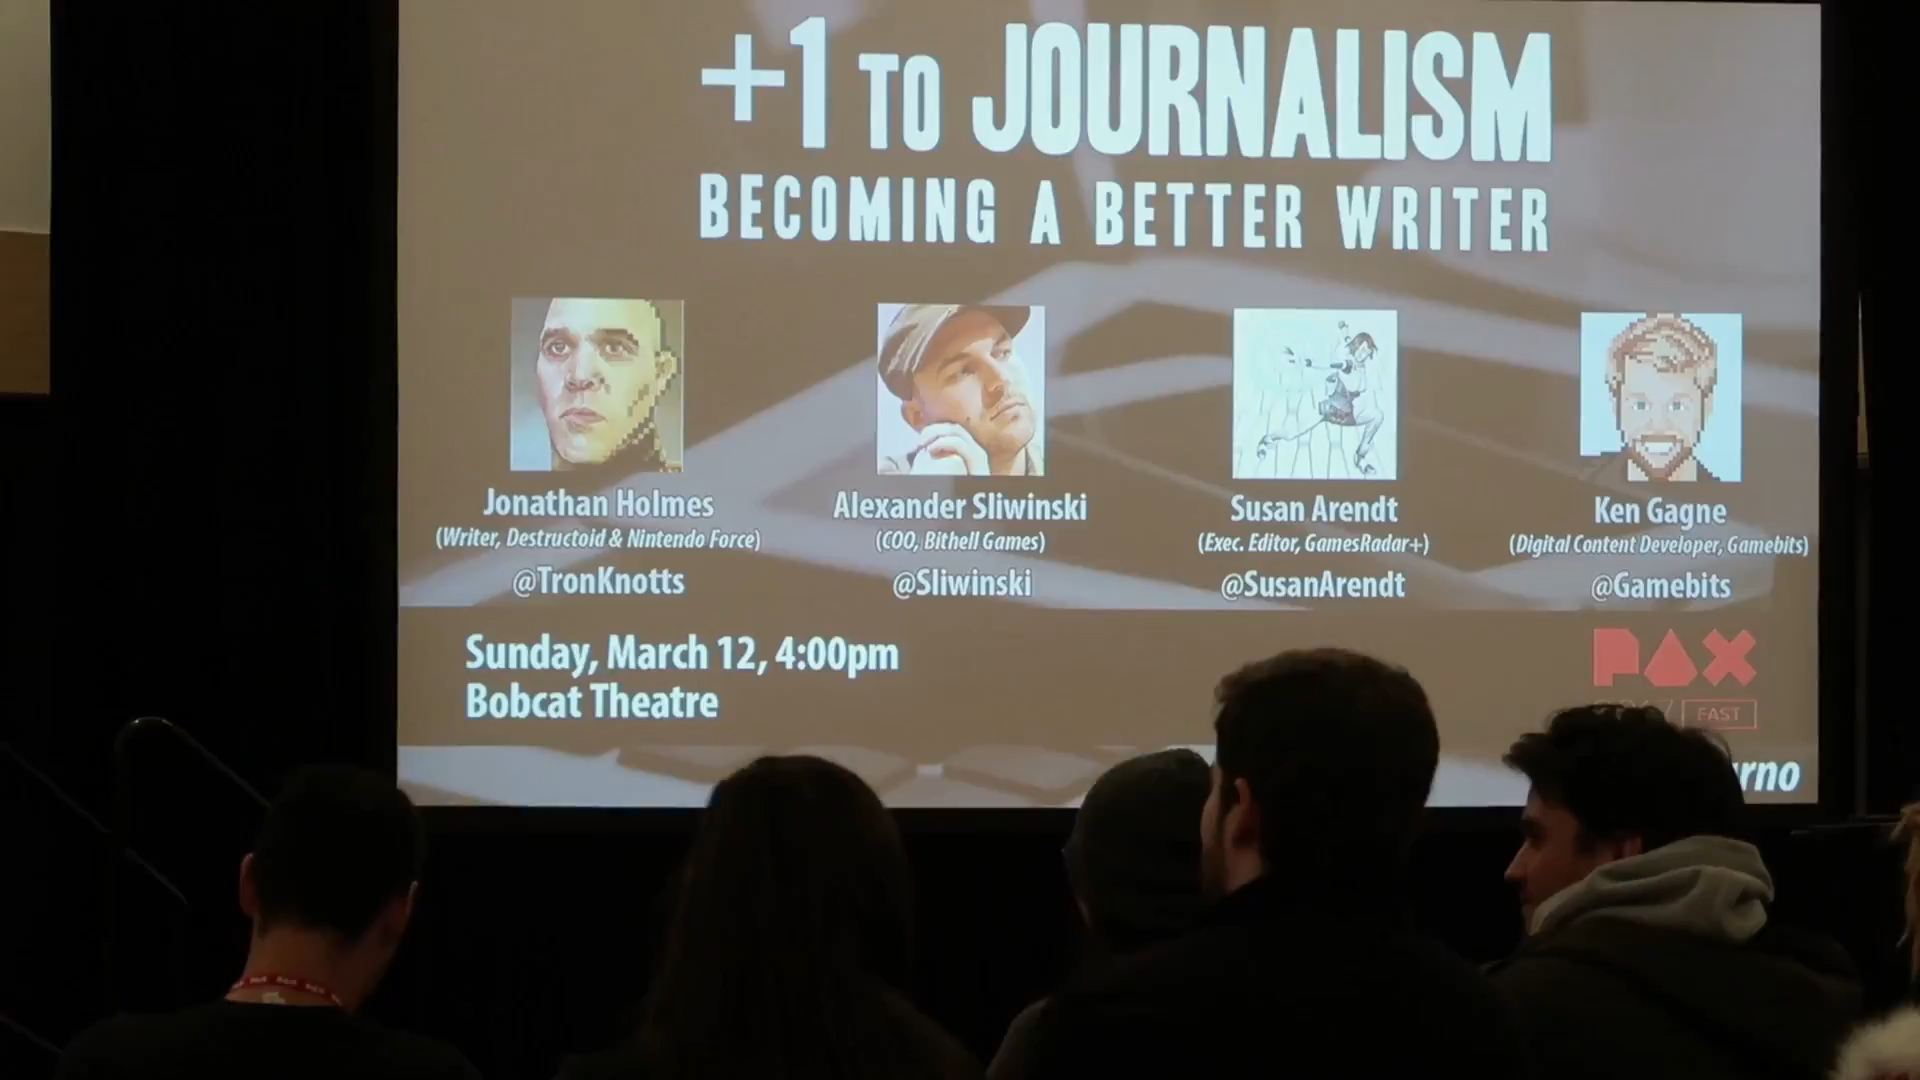 +1 TO JOURNALISM
BECOMING A BETTER WRITER
Jonathan Holmes
(Writer, Destructoid & Nintendo Force)
@TronKnotts
Alexander Sliwinski
(COO, Bithell Games)
@Sliwinski
Susan Arendt
(Exec. Editor, GamesRadar+)
@SusanArendt
Ken Gagne
(Digital Content Developer, Gamebits)
@Gamebits
Sunday, March 12, 4:00pm
Bobcat Theatre
PAX
EAST